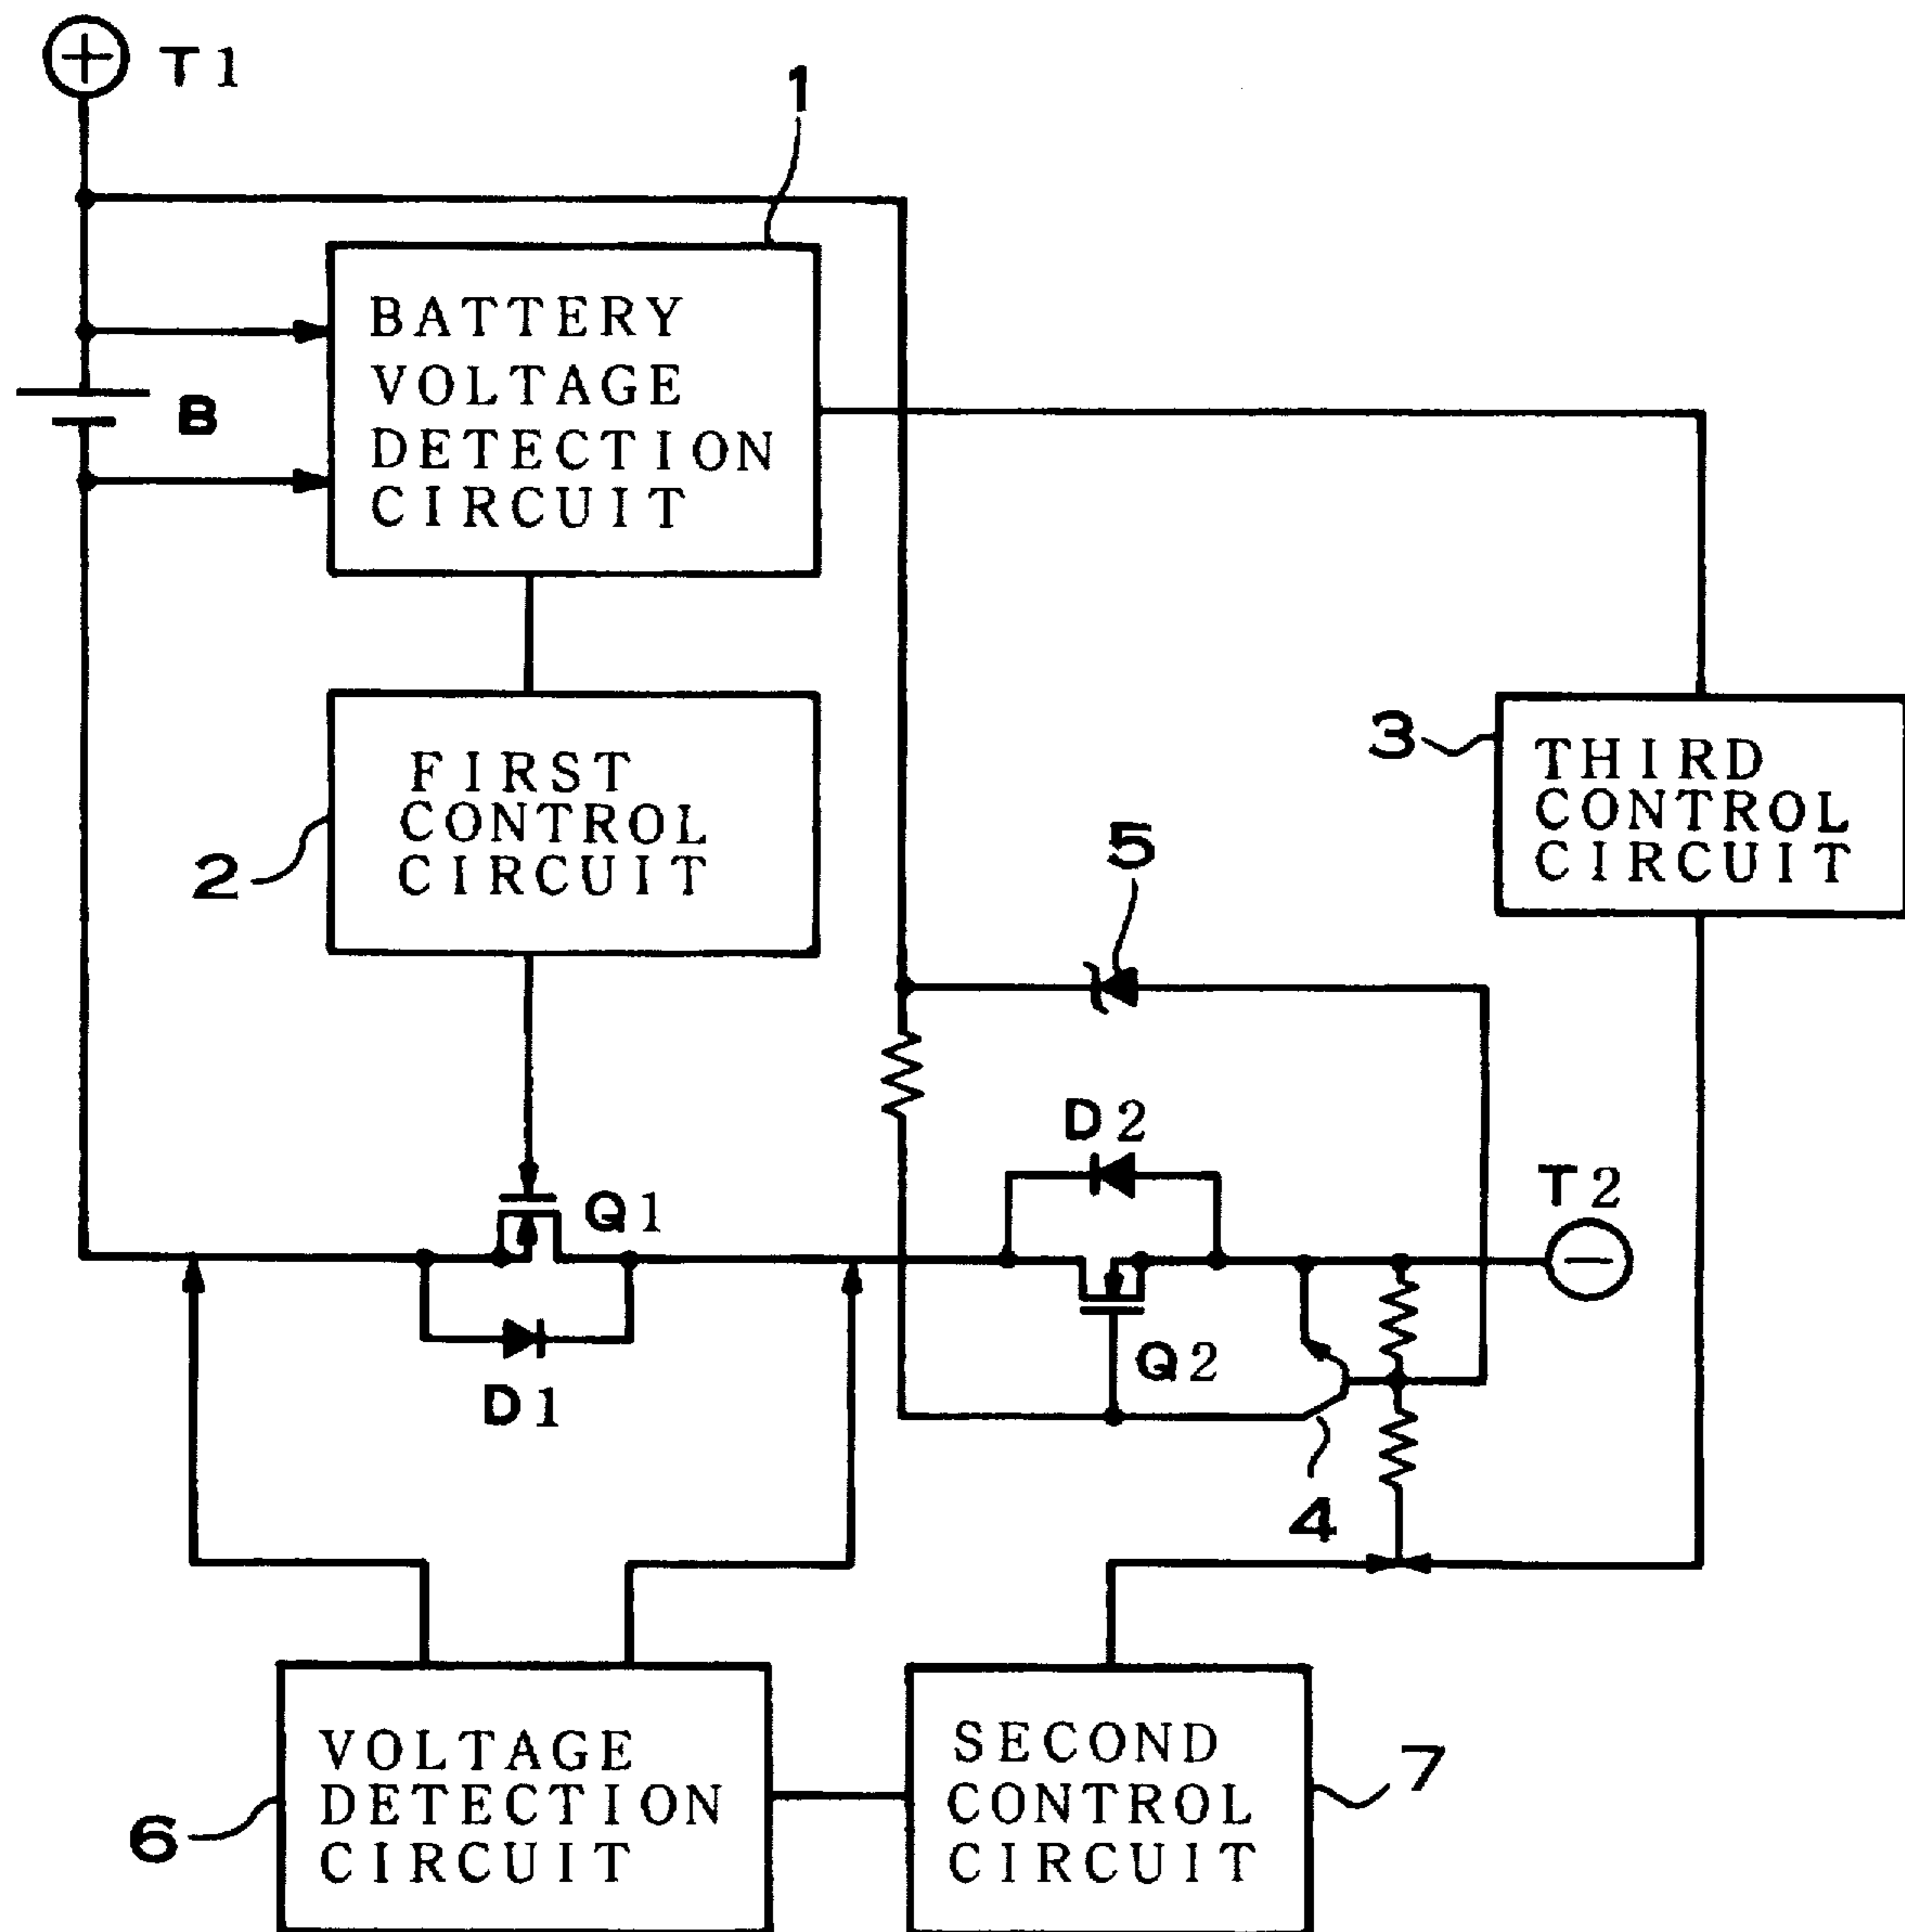 + T1
1
BATTERY
VOLTAGE
DETECTION
CIRCUIT
B
FIRST
CONTROL
CIRCUIT
2
3
THIRD
CONTROL
CIRCUIT
5
D2
T2
−
Q1
D1
Q2
4
VOLTAGE
DETECTION
CIRCUIT
6
SECOND
CONTROL
CIRCUIT
7